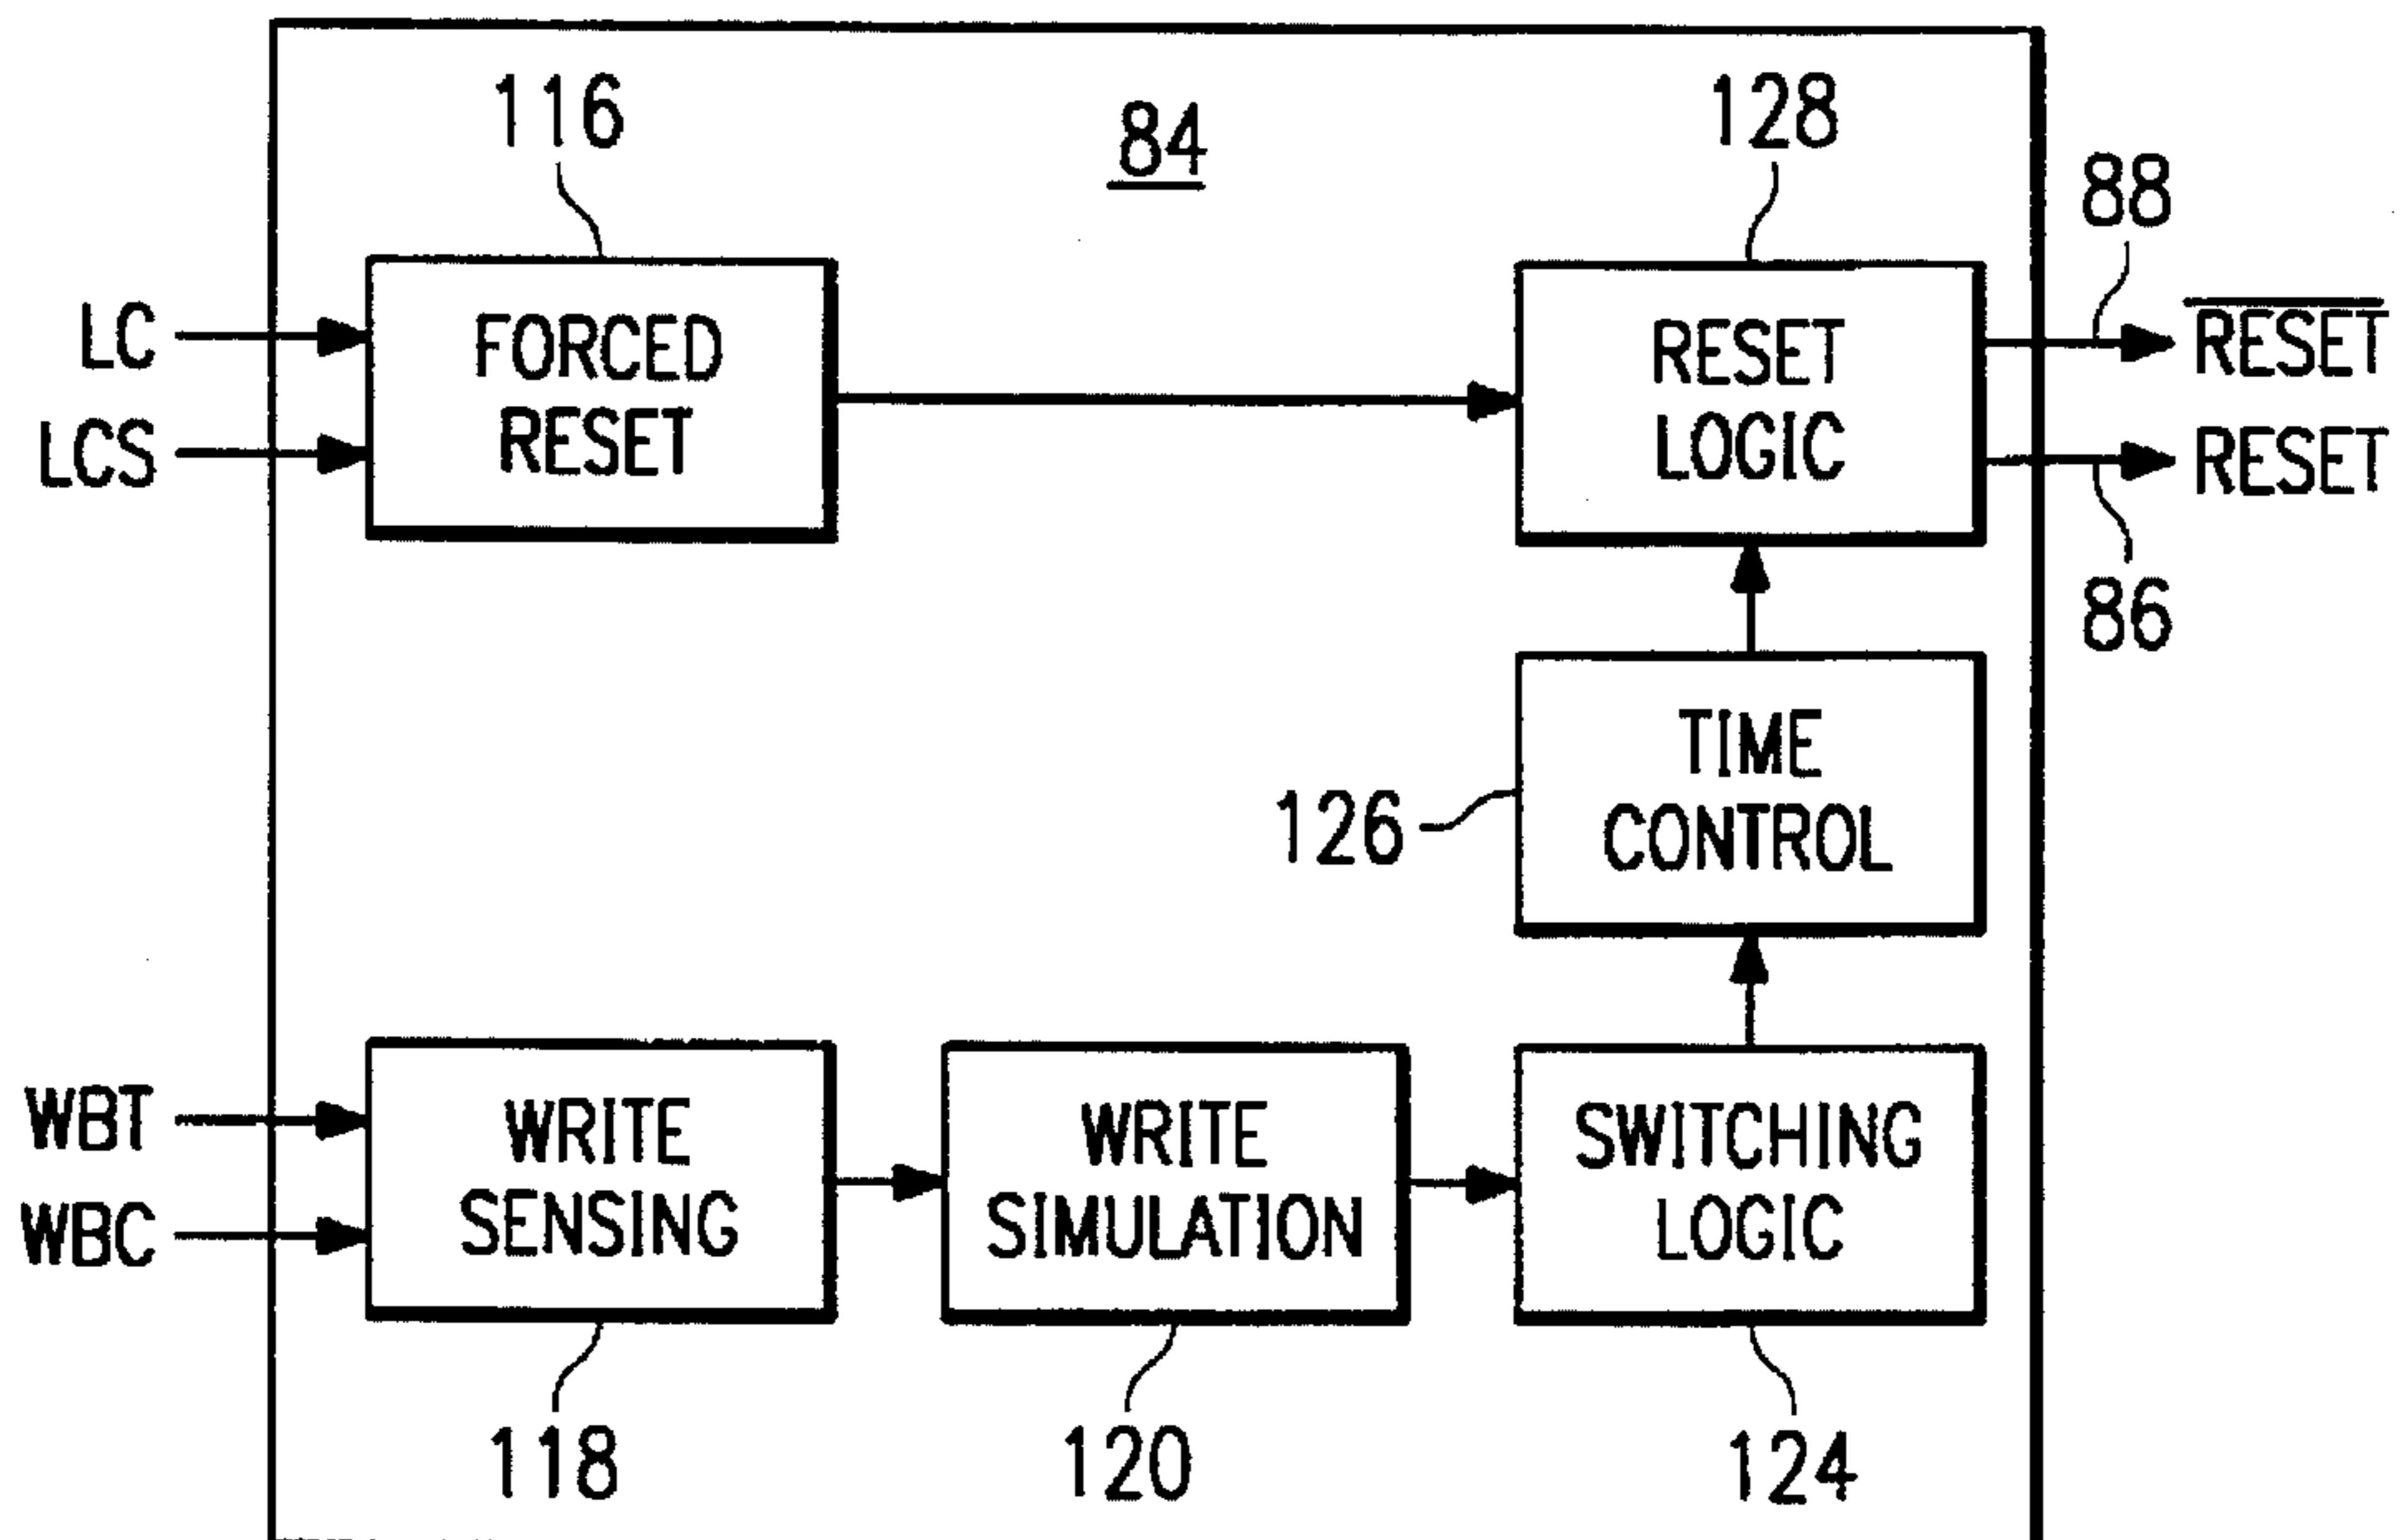 116
84
128
88
LC
LCS
FORCED
RESET
RESET
LOGIC
RESET
RESET
86
126
TIME
CONTROL
WBT
WBC
WRITE
SENSING
WRITE
SIMULATION
SWITCHING
LOGIC
118
120
124